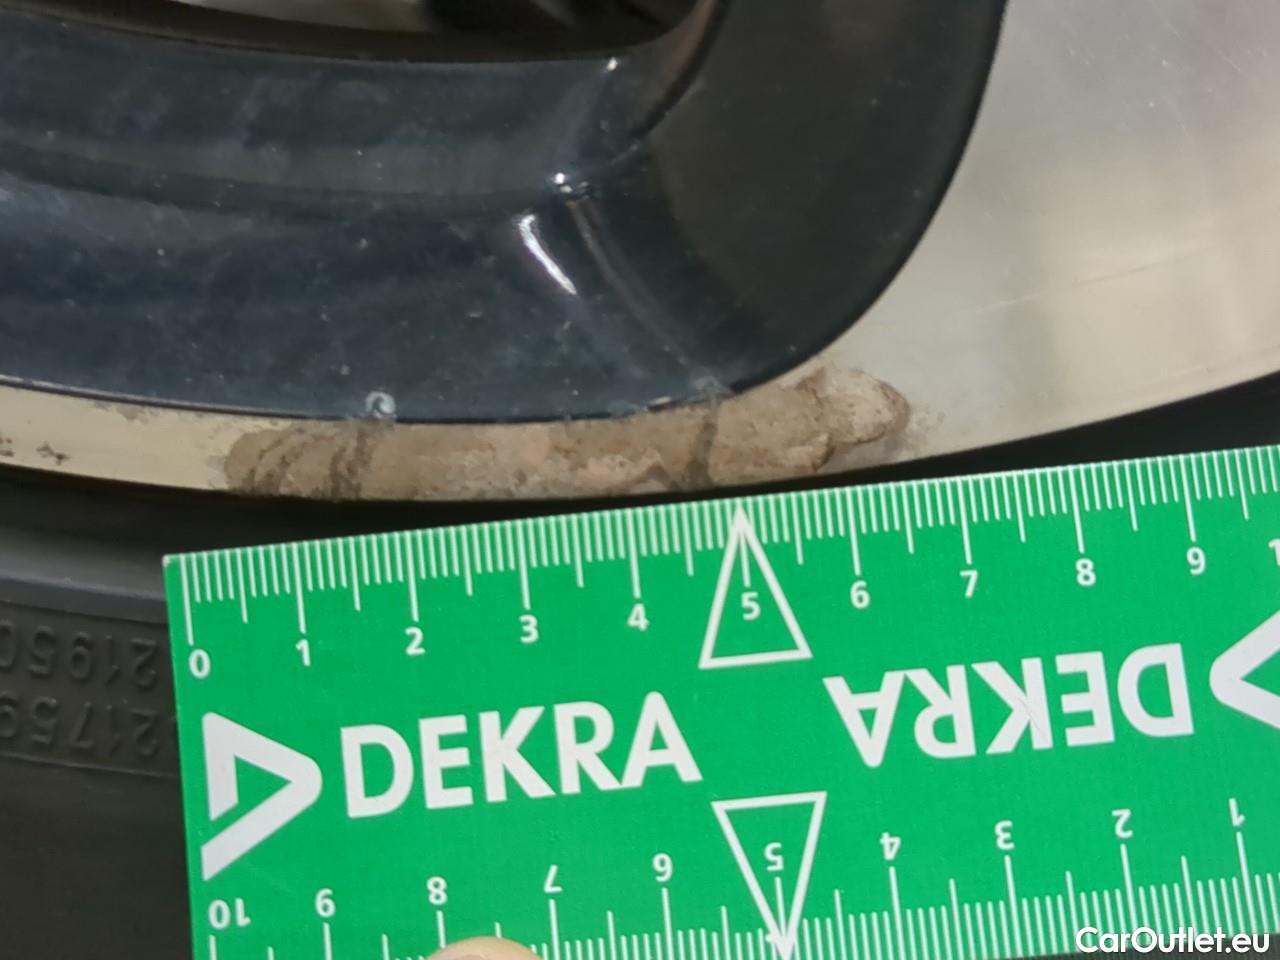 0 1 2 3 4 5 6 7 8 9
DEKRA
DEKRA
10 9 8 7 6 5 4 3 2 1
CarOutlet.eu